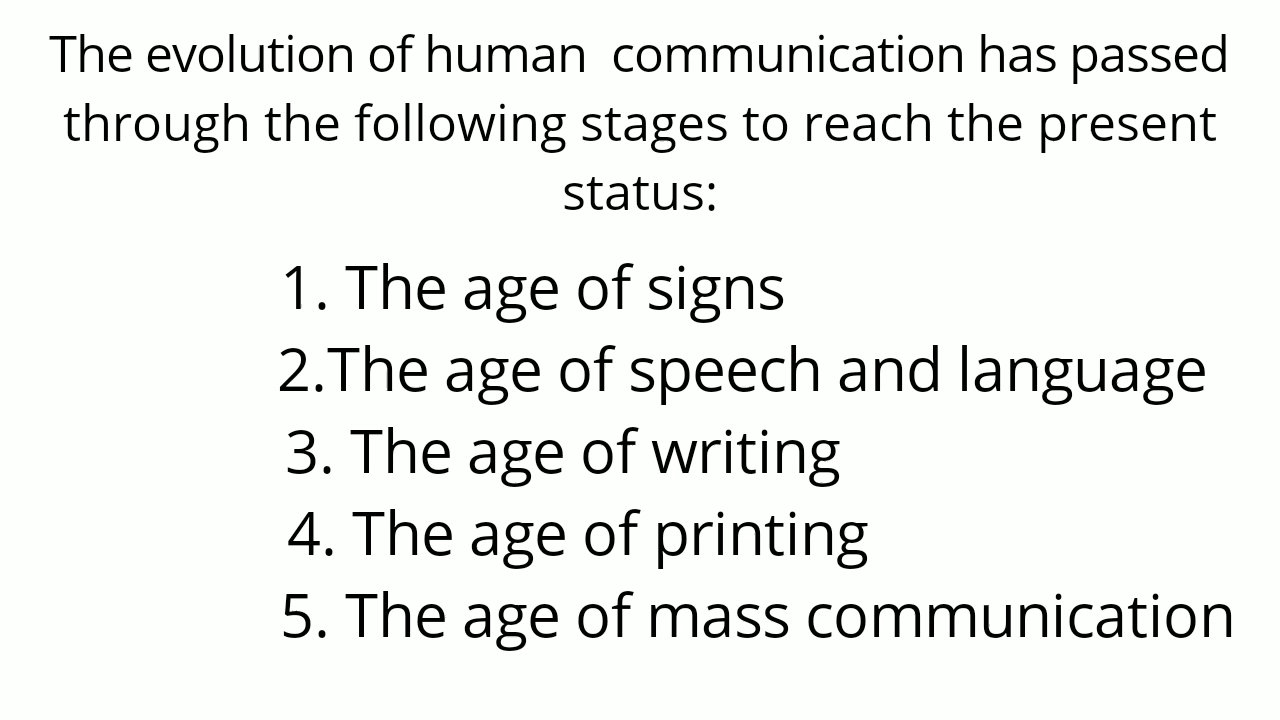 The evolution of human  communication has passed
through the following stages to reach the present
status:
1. The age of signs
2.The age of speech and language
3. The age of writing
4. The age of printing
5. The age of mass communication